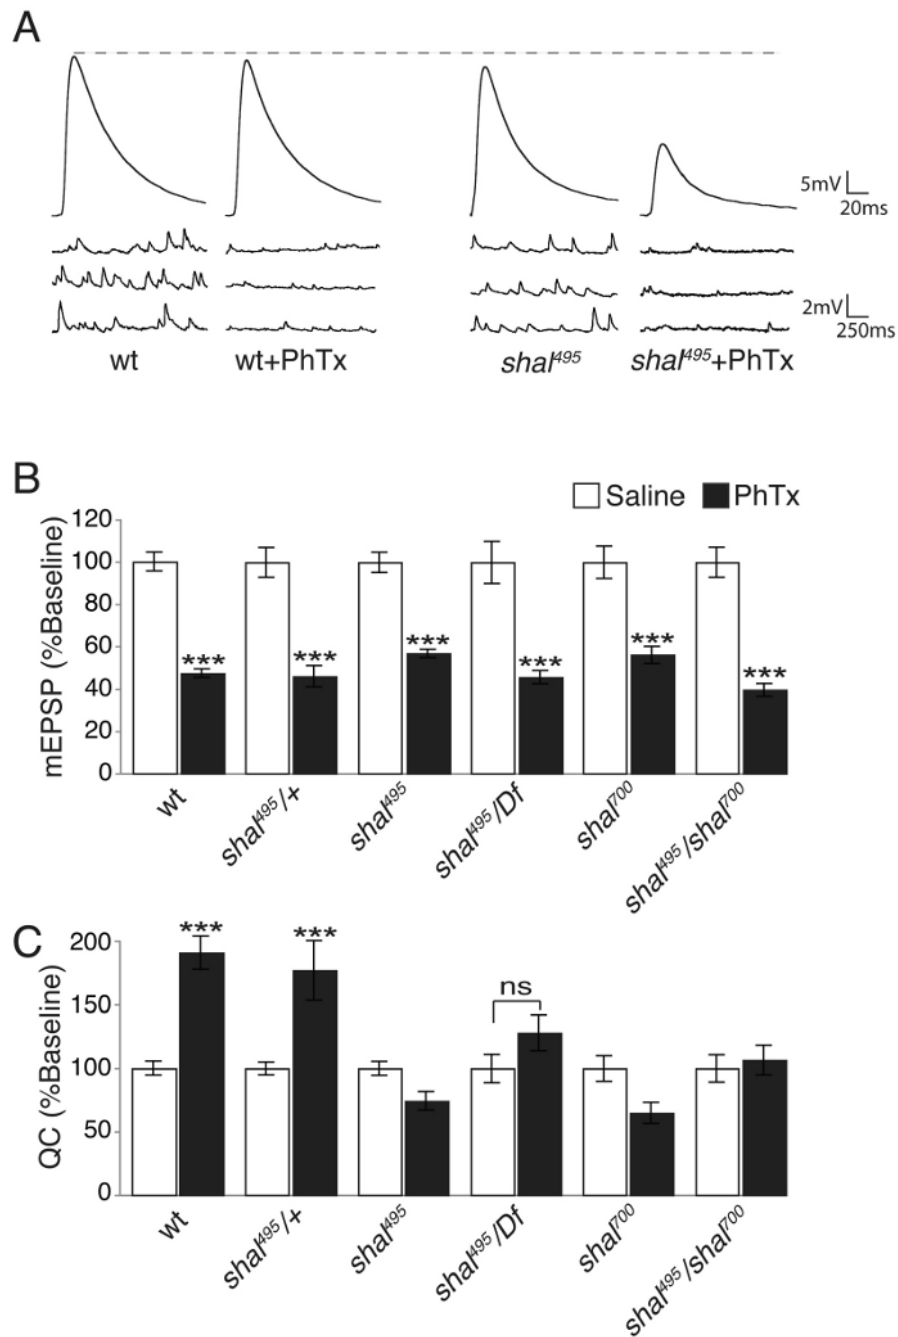 A
5mV
20ms
2mV
250ms
wt
wt+PhTx
shal⁴⁹⁵
shal⁴⁹⁵+PhTx
B
Saline
PhTx
mEPSP (%Baseline)
120
100
80
60
40
20
0
***
***
***
***
***
***
wt
shal⁴⁹⁵/+
shal⁴⁹⁵
shal⁴⁹⁵/Df
shal⁷⁰⁰
shal⁴⁹⁵/shal⁷⁰⁰
C
QC (%Baseline)
200
150
100
50
0
***
***
ns
wt
shal⁴⁹⁵/+
shal⁴⁹⁵
shal⁴⁹⁵/Df
shal⁷⁰⁰
shal⁴⁹⁵/shal⁷⁰⁰